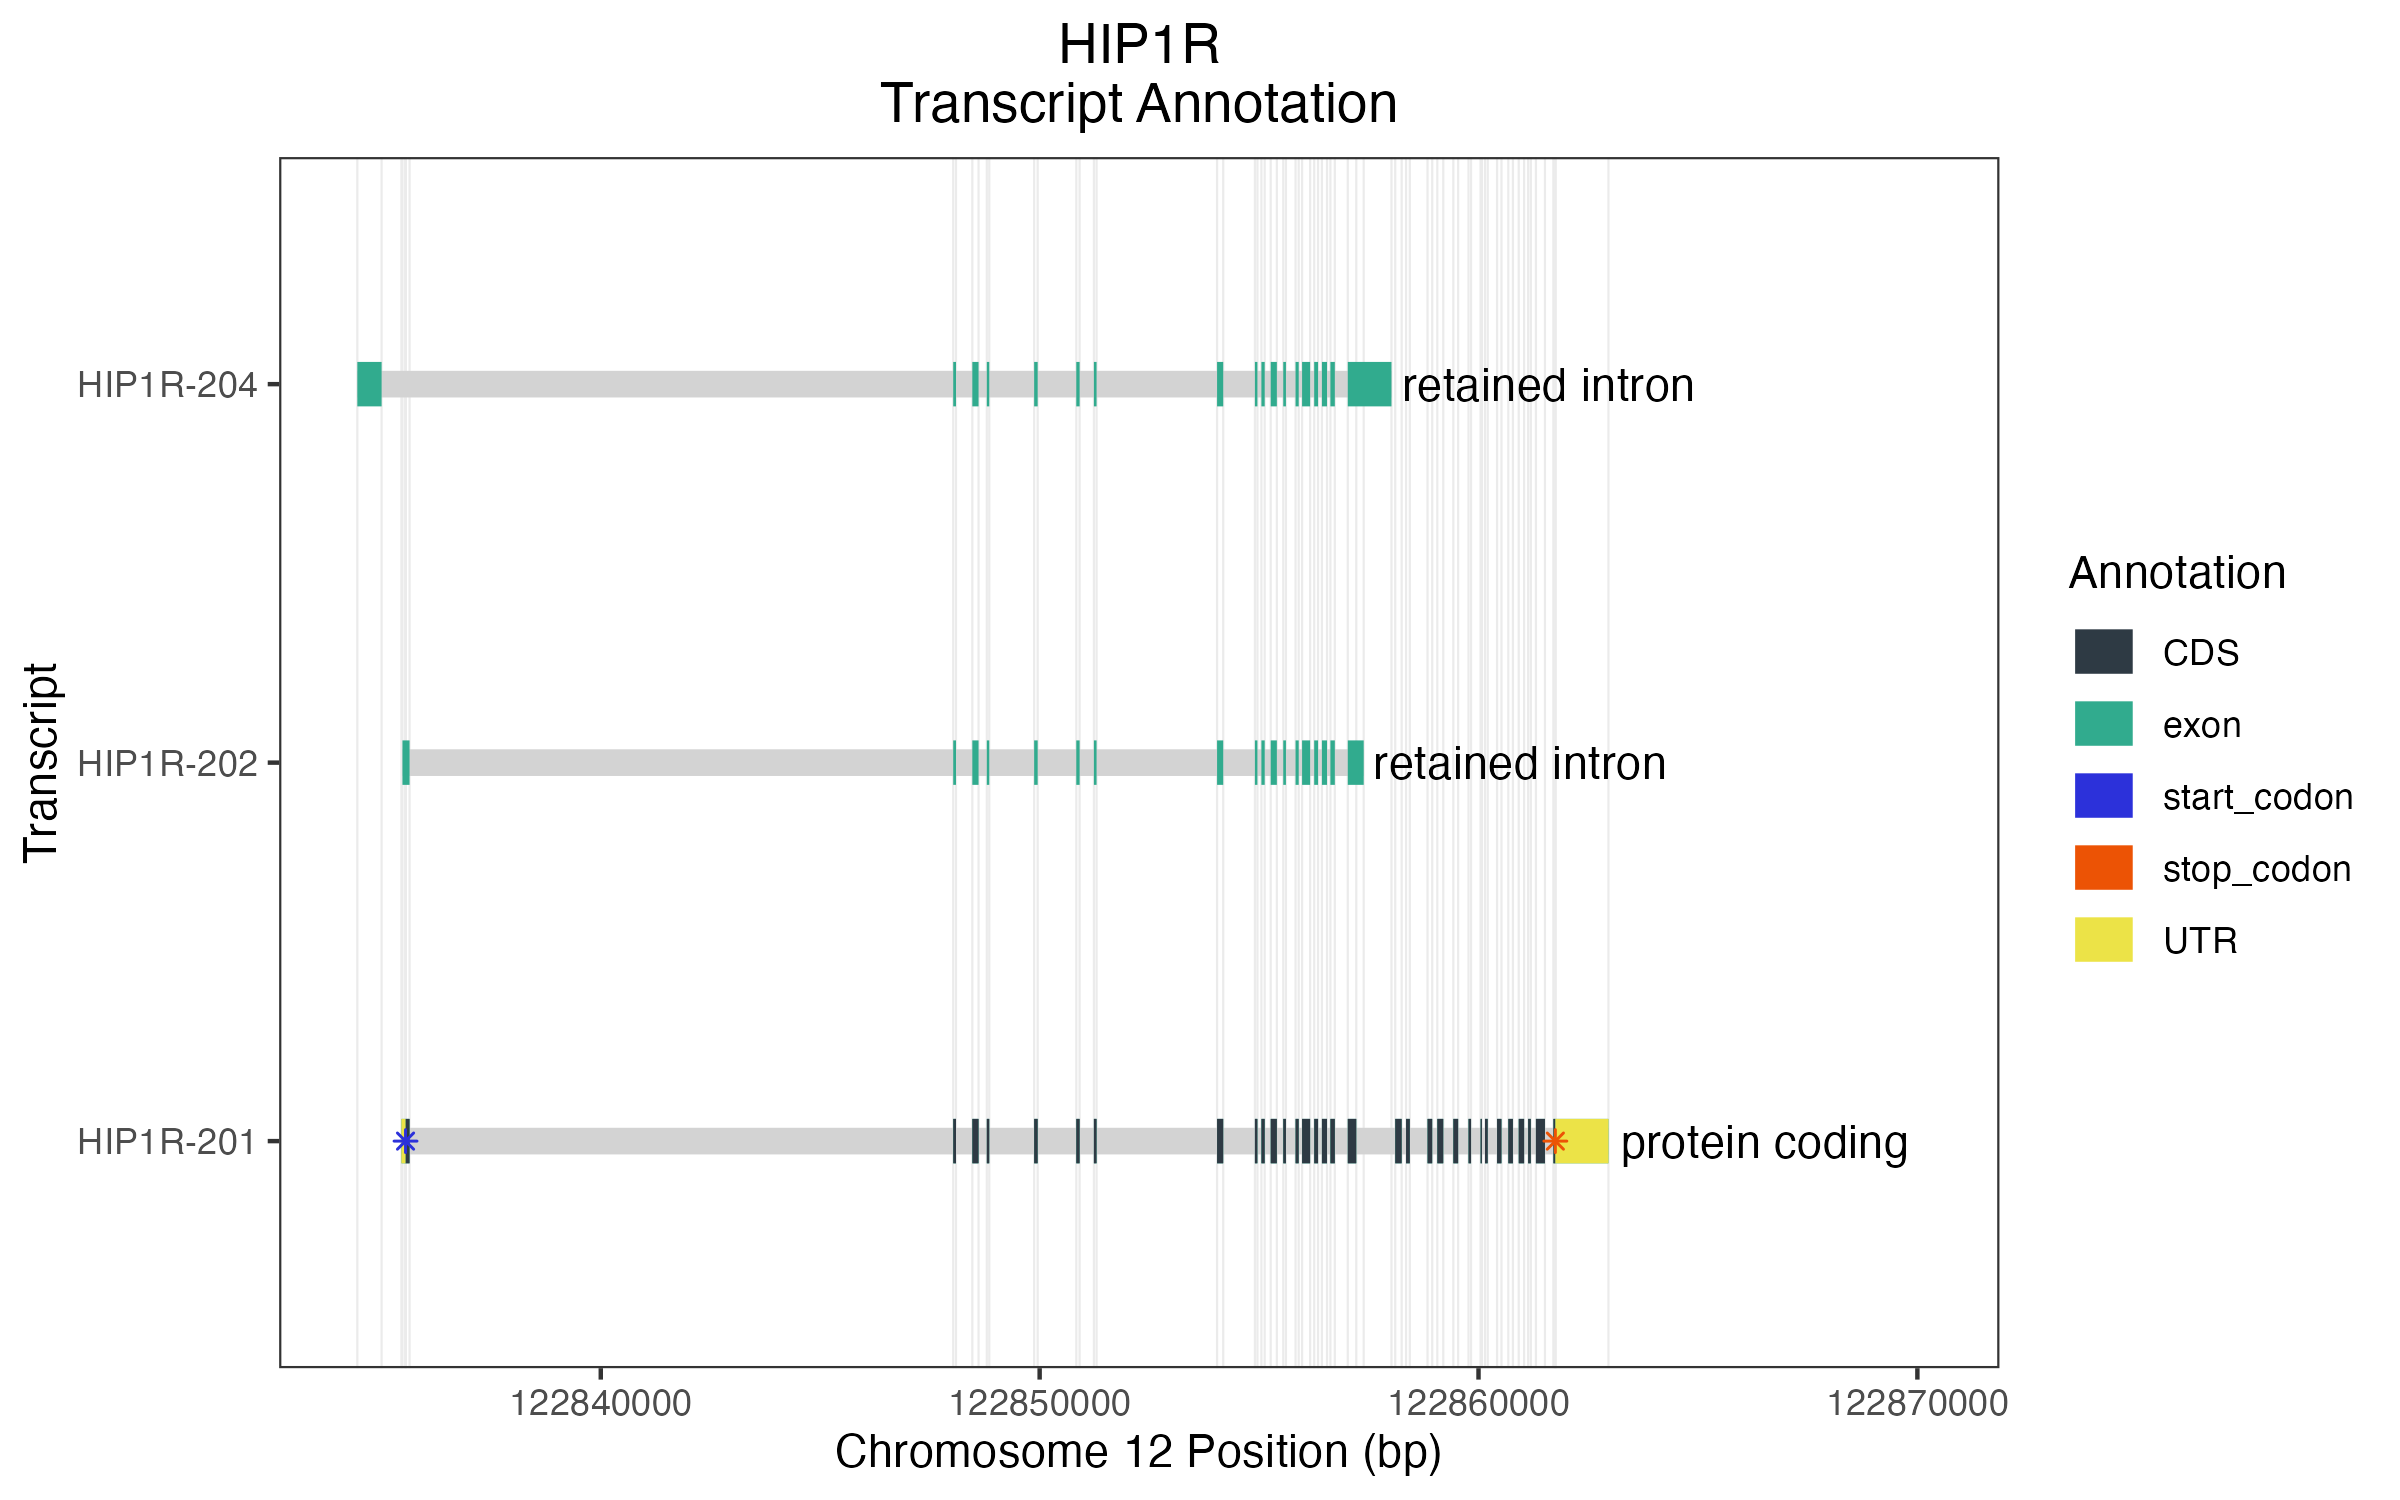 HIP1R
Transcript Annotation
Transcript
HIP1R-204
retained intron
HIP1R-202
retained intron
HIP1R-201
protein coding
122840000
122850000
122860000
122870000
Chromosome 12 Position (bp)
Annotation
CDS
exon
start_codon
stop_codon
UTR